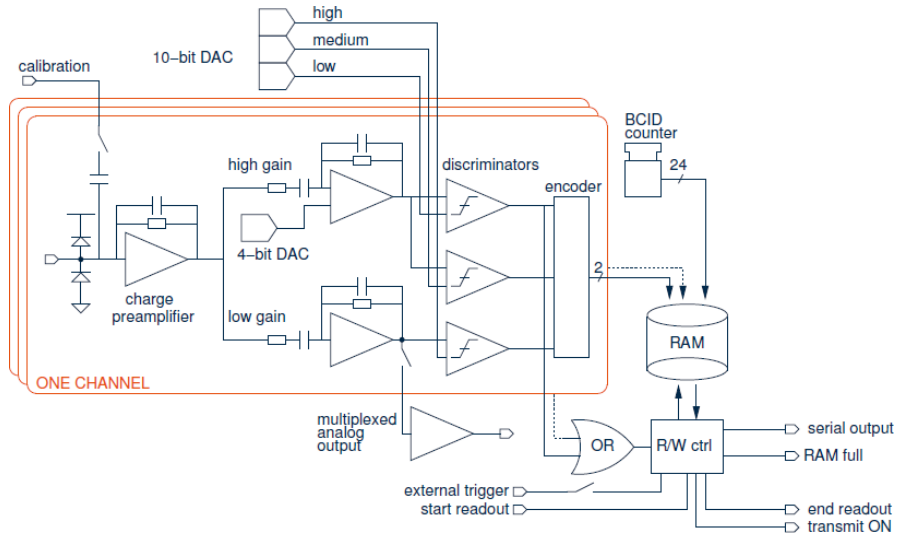 high
medium
10−bit DAC
low
calibration
BCID
counter
high gain
discriminators
24
encoder
4−bit DAC
2
charge
preamplifier
low gain
RAM
ONE CHANNEL
multiplexed
analog
output
OR
R/W ctrl
serial output
RAM full
external trigger
start readout
end readout
transmit ON